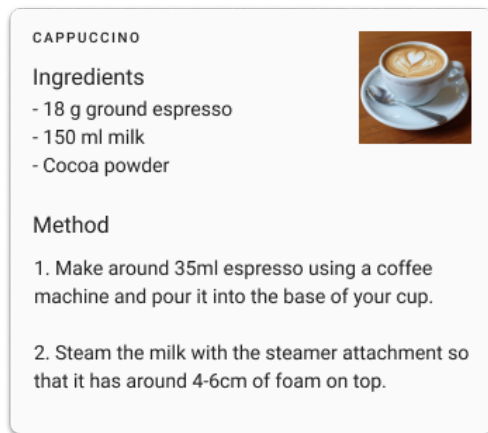 CAPPUCCINO
Ingredients
- 18 g ground espresso
- 150 ml milk
- Cocoa powder
Method
1. Make around 35ml espresso using a coffee
machine and pour it into the base of your cup.
2. Steam the milk with the steamer attachment so
that it has around 4-6cm of foam on top.